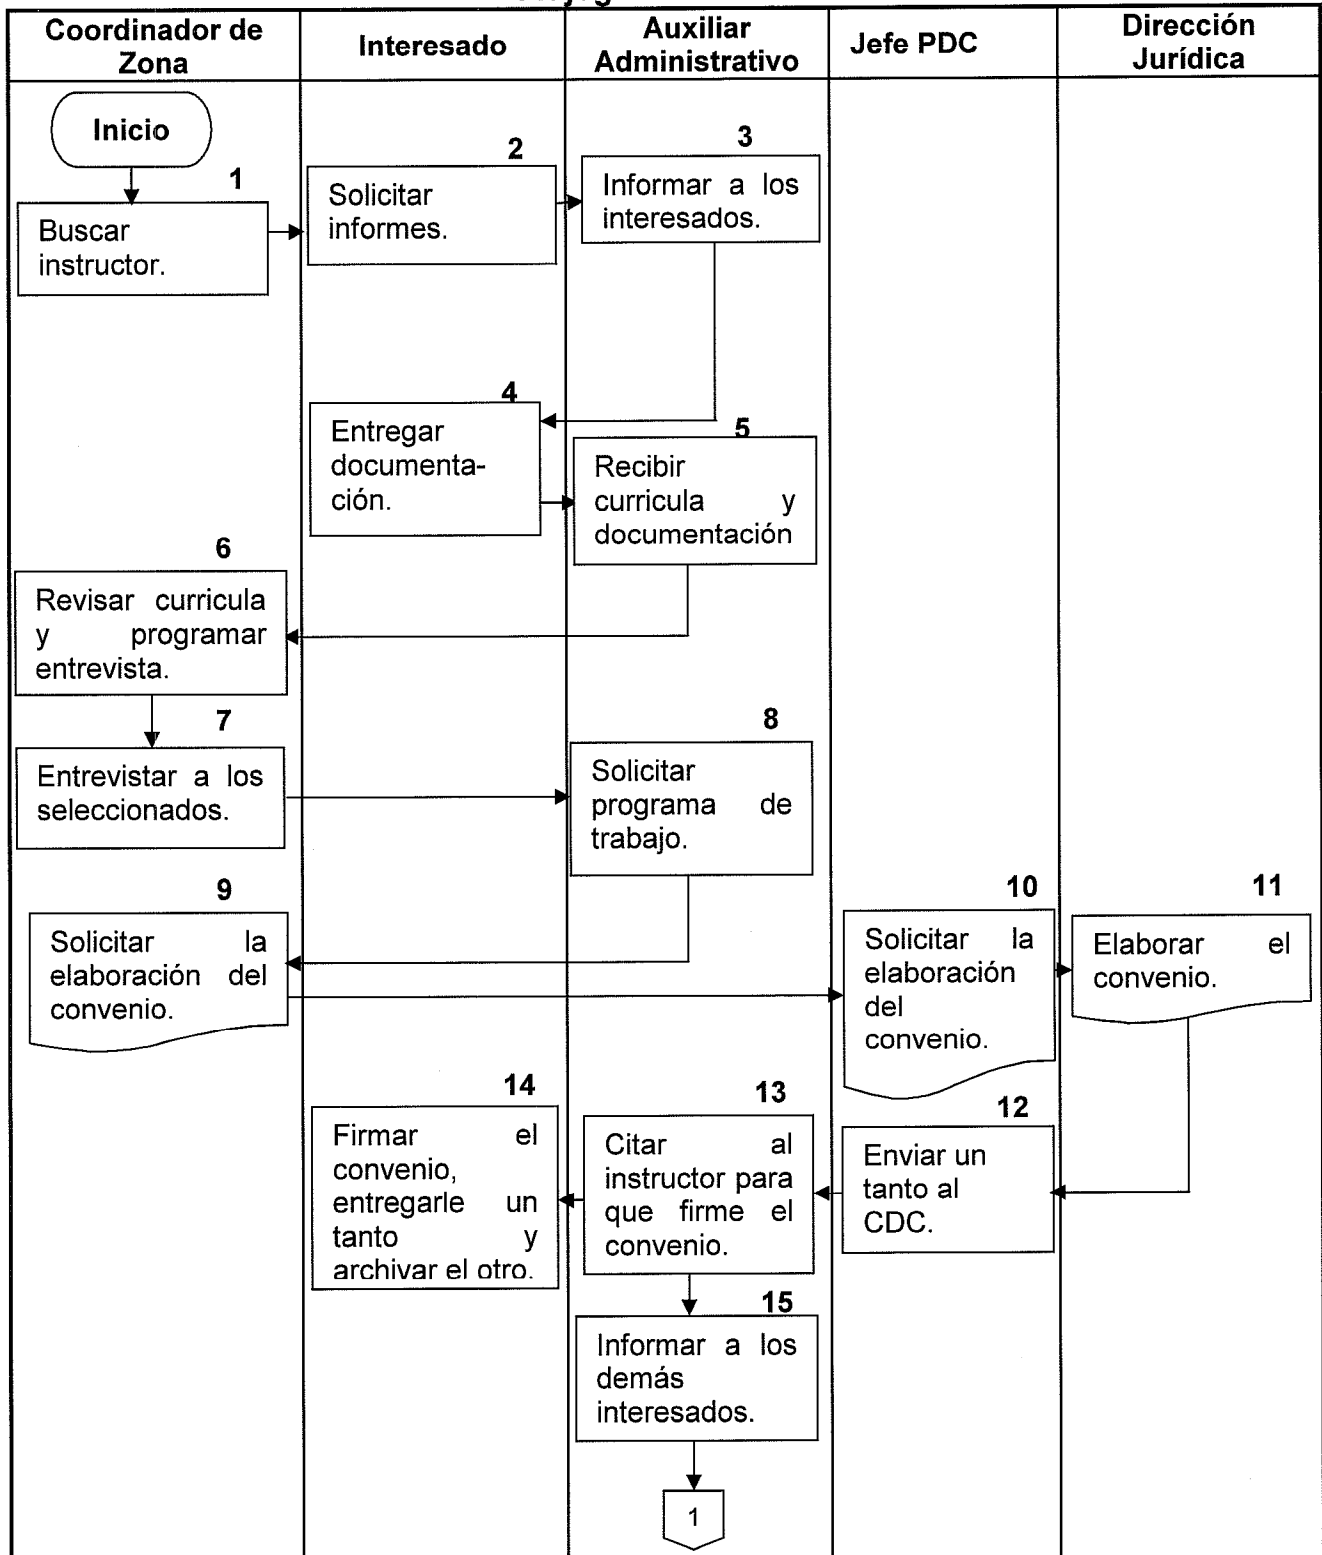 Coordinador de
Zona
Interesado
Auxiliar
Administrativo
Jefe PDC
Dirección
Jurídica
Inicio
1
Buscar
instructor.
2
Solicitar
informes.
3
Informar a los
interesados.
4
Entregar
documenta-
ción.
5
Recibir
curricula y
documentación
6
Revisar curricula
y programar
entrevista.
7
Entrevistar a los
seleccionados.
8
Solicitar
programa de
trabajo.
9
Solicitar la
elaboración del
convenio.
10
Solicitar la
elaboración
del
convenio.
11
Elaborar el
convenio.
12
Enviar un
tanto al
CDC.
13
Citar al
instructor para
que firme el
convenio.
14
Firmar el
convenio,
entregarle un
tanto y
archivar el otro.
15
Informar a los
demás
interesados.
1